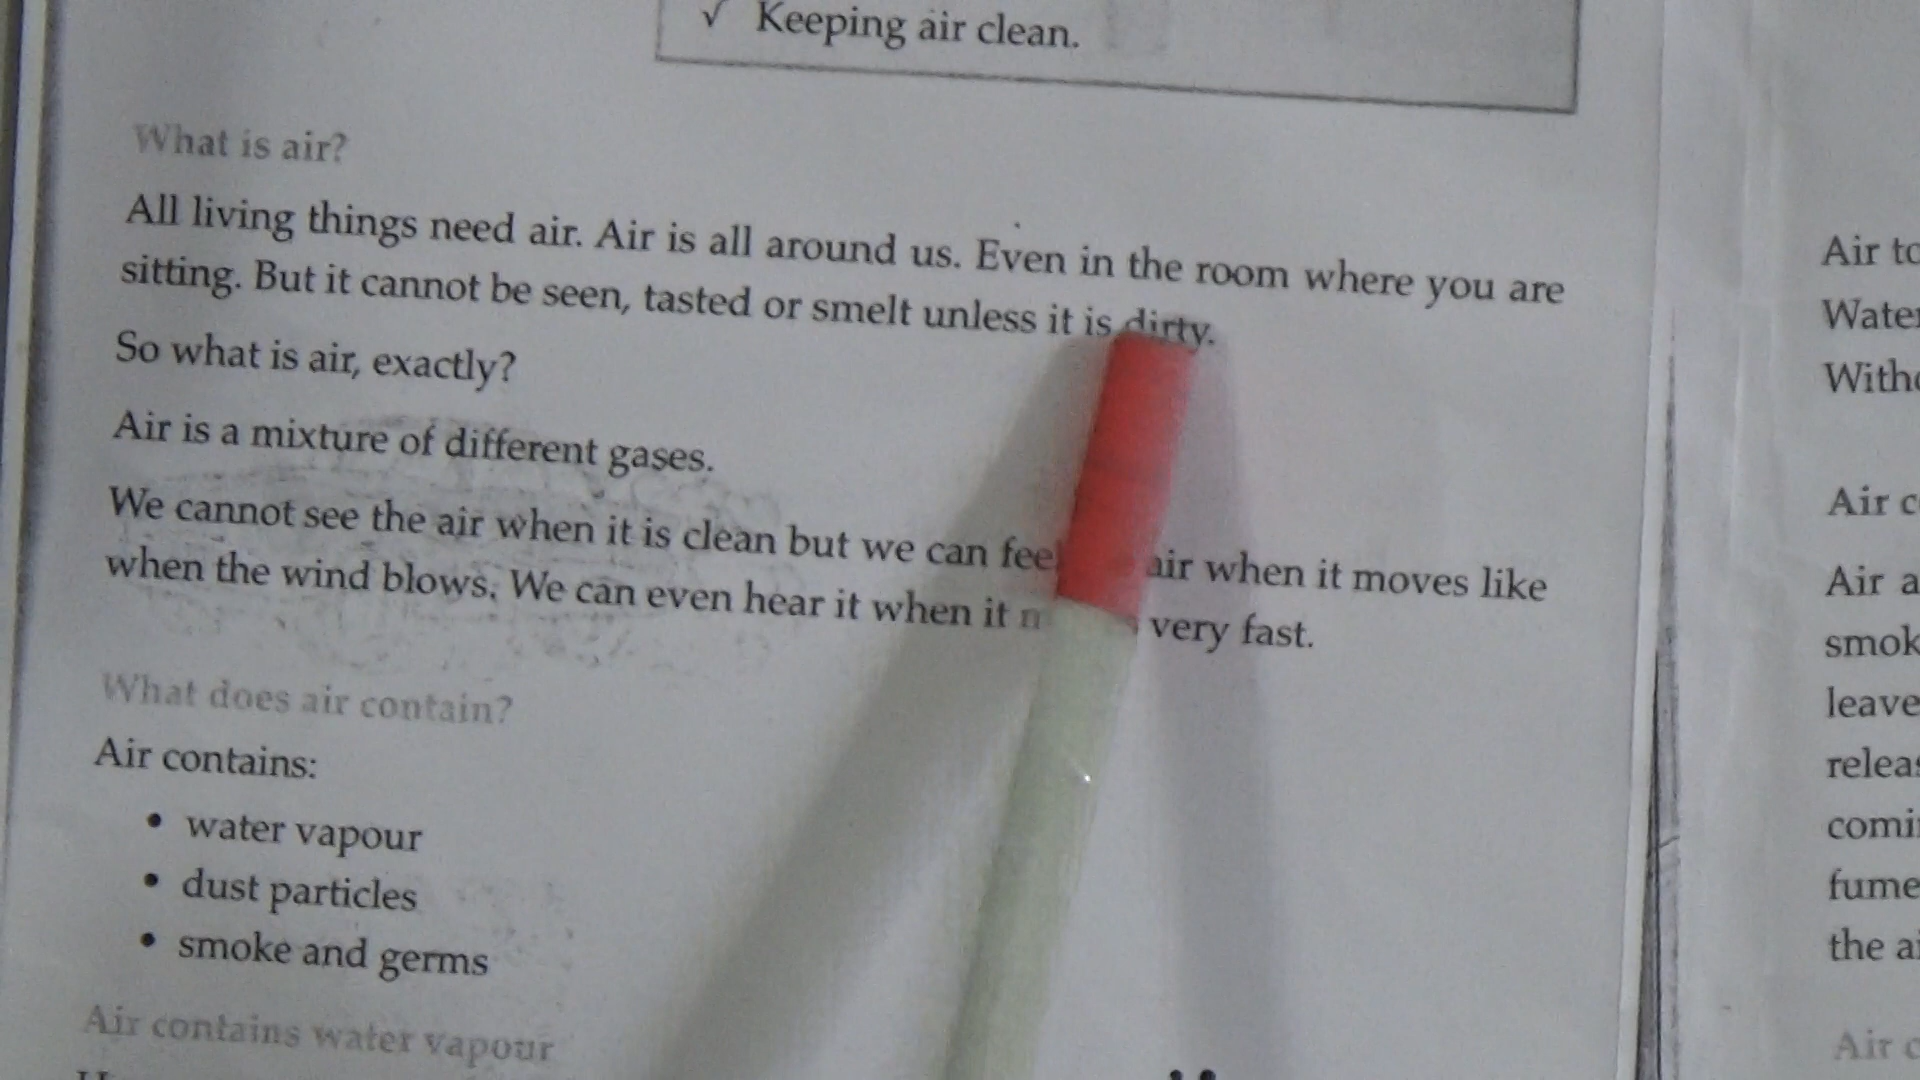 ✓ Keeping air clean.
What is air?
All living things need air. Air is all around us. Even in the room where you are
sitting. But it cannot be seen, tasted or smelt unless it is dirty.
So what is air, exactly?
Air is a mixture of different gases.
We cannot see the air when it is clean but we can feel air when it moves like
when the wind blows. We can even hear it when it very fast.
What does air contain?
Air contains:
• water vapour
• dust particles
• smoke and germs
Air contains water vapour
Air
Air
Air a
the